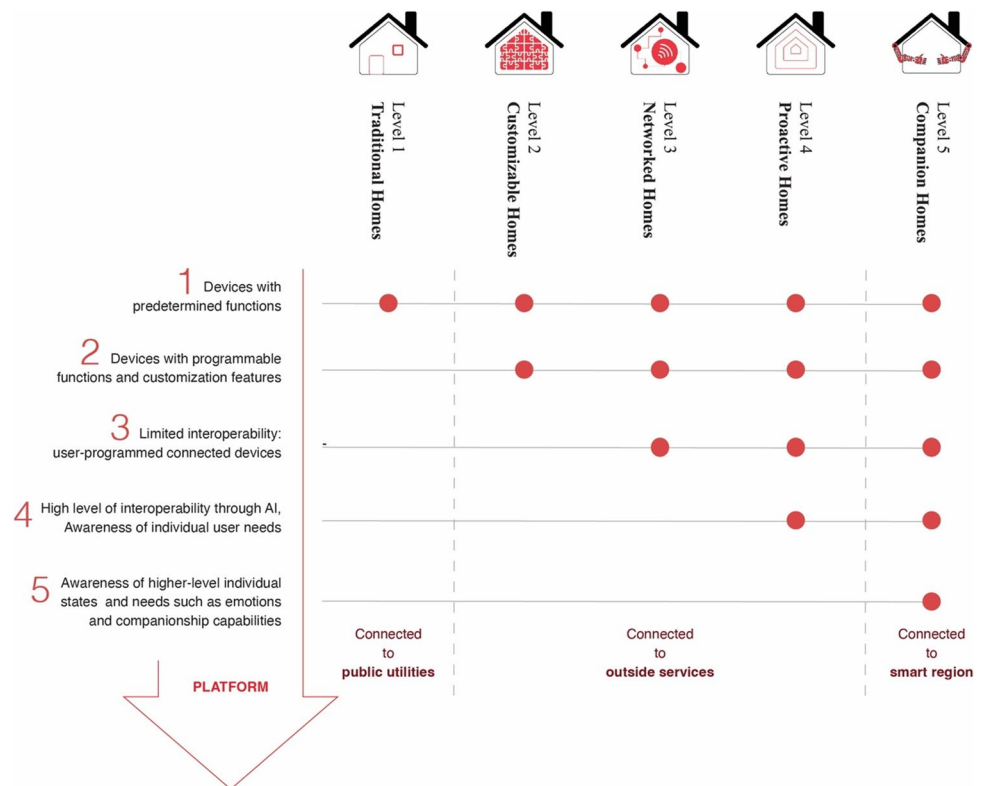 Level 1
Traditional Homes
Level 2
Customizable Homes
Level 3
Networked Homes
Level 4
Proactive Homes
Level 5
Companion Homes
1 Devices with
predetermined functions
2 Devices with programmable
functions and customization features
3 Limited interoperability:
user-programmed connected devices
4 High level of interoperability through AI,
Awareness of individual user needs
5 Awareness of higher-level individual
states and needs such as emotions
and companionship capabilities
Connected
to
public utilities
Connected
to
outside services
Connected
to
smart region
PLATFORM